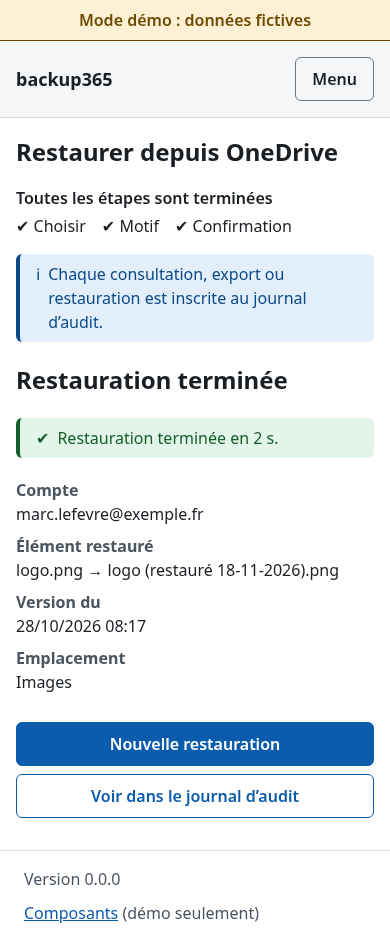 Mode démo : données fictives
backup365
Menu
Restaurer depuis OneDrive
Toutes les étapes sont terminées
✔ Choisir ✔ Motif ✔ Confirmation
i Chaque consultation, export ou
restauration est inscrite au journal
d’audit.
Restauration terminée
✔ Restauration terminée en 2 s.
Compte
marc.lefevre@exemple.fr
Élément restauré
logo.png → logo (restauré 18-11-2026).png
Version du
28/10/2026 08:17
Emplacement
Images
Nouvelle restauration
Voir dans le journal d’audit
Version 0.0.0
Composants (démo seulement)